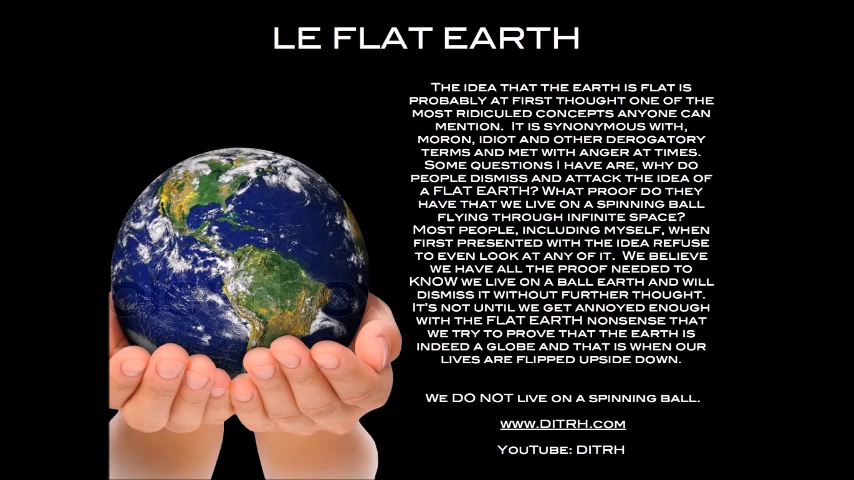 LE FLAT EARTH
THE IDEA THAT THE EARTH IS FLAT IS
PROBABLY AT FIRST THOUGHT ONE OF THE
MOST RIDICULED CONCEPTS ANYONE CAN
MENTION. IT IS SYNONYMOUS WITH,
MORON, IDIOT AND OTHER DEROGATORY
TERMS AND MET WITH ANGER AT TIMES.
SOME QUESTIONS I HAVE ARE, WHY DO
PEOPLE DISMISS AND ATTACK THE IDEA OF
A FLAT EARTH? WHAT PROOF DO THEY
HAVE THAT WE LIVE ON A SPINNING BALL
FLYING THROUGH INFINITE SPACE?
MOST PEOPLE, INCLUDING MYSELF, WHEN
FIRST PRESENTED WITH THE IDEA REFUSE
TO EVEN LOOK AT ANY OF IT. WE BELIEVE
WE HAVE ALL THE PROOF NEEDED TO
KNOW WE LIVE ON A BALL EARTH AND WILL
DISMISS IT WITHOUT FURTHER THOUGHT.
IT'S NOT UNTIL WE GET ANNOYED ENOUGH
WITH THE FLAT EARTH NONSENSE THAT
WE TRY TO PROVE THAT THE EARTH IS
INDEED A GLOBE AND THAT IS WHEN OUR
LIVES ARE FLIPPED UPSIDE DOWN.
WE DO NOT LIVE ON A SPINNING BALL.
WWW.DITRH.COM
YOUTUBE: DITRH